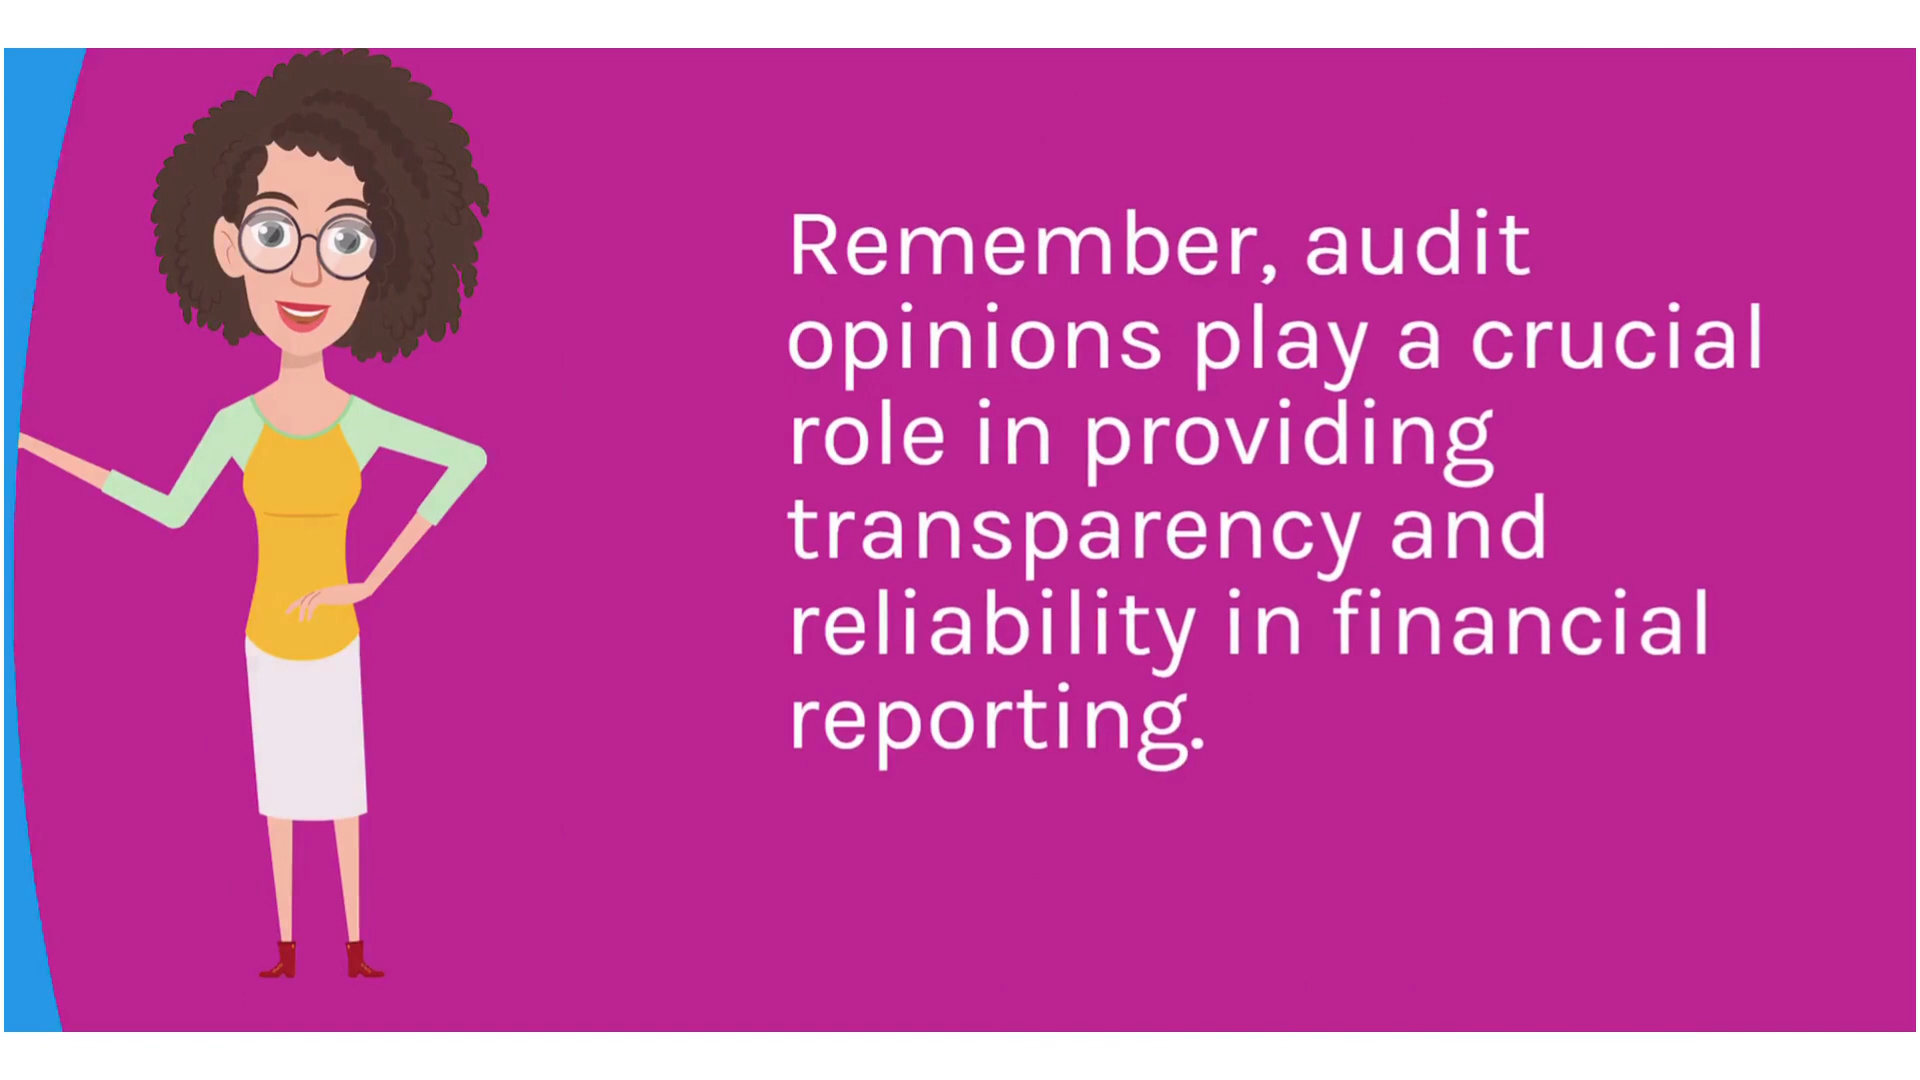 Remember, audit
opinions play a crucial
role in providing
transparency and
reliability in financial
reporting.